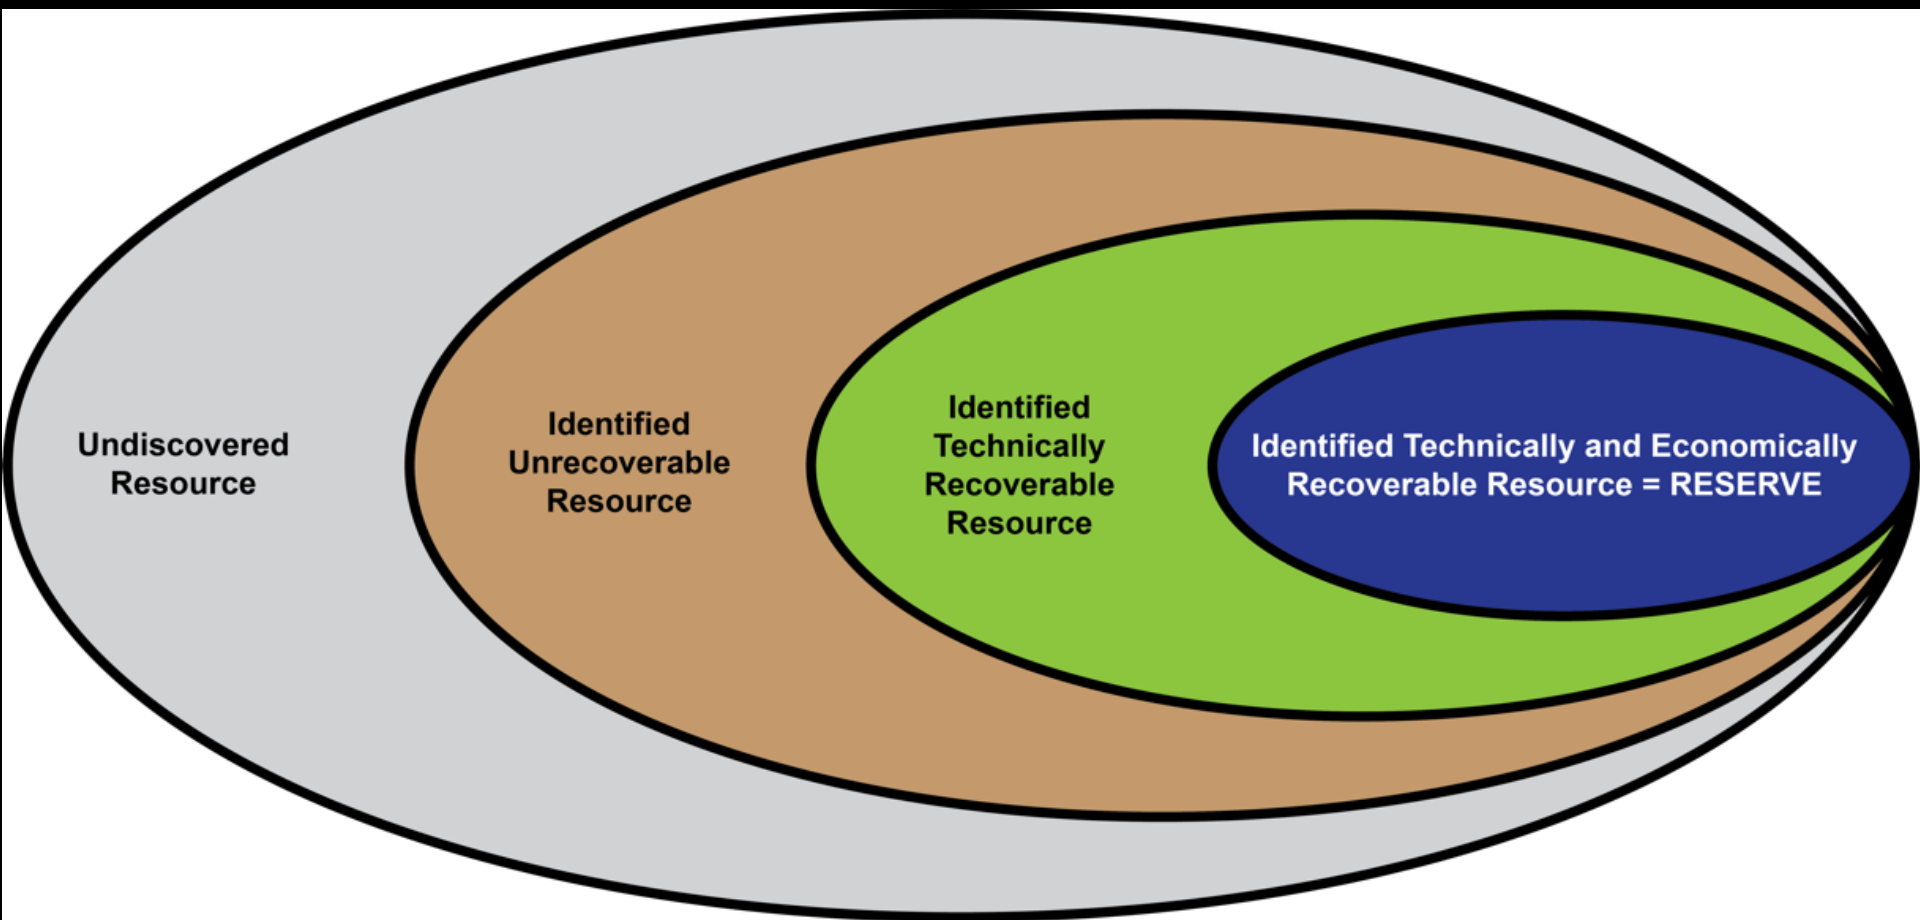 Undiscovered
Resource
Identified
Unrecoverable
Resource
Identified
Technically
Recoverable
Resource
Identified Technically and Economically
Recoverable Resource = RESERVE